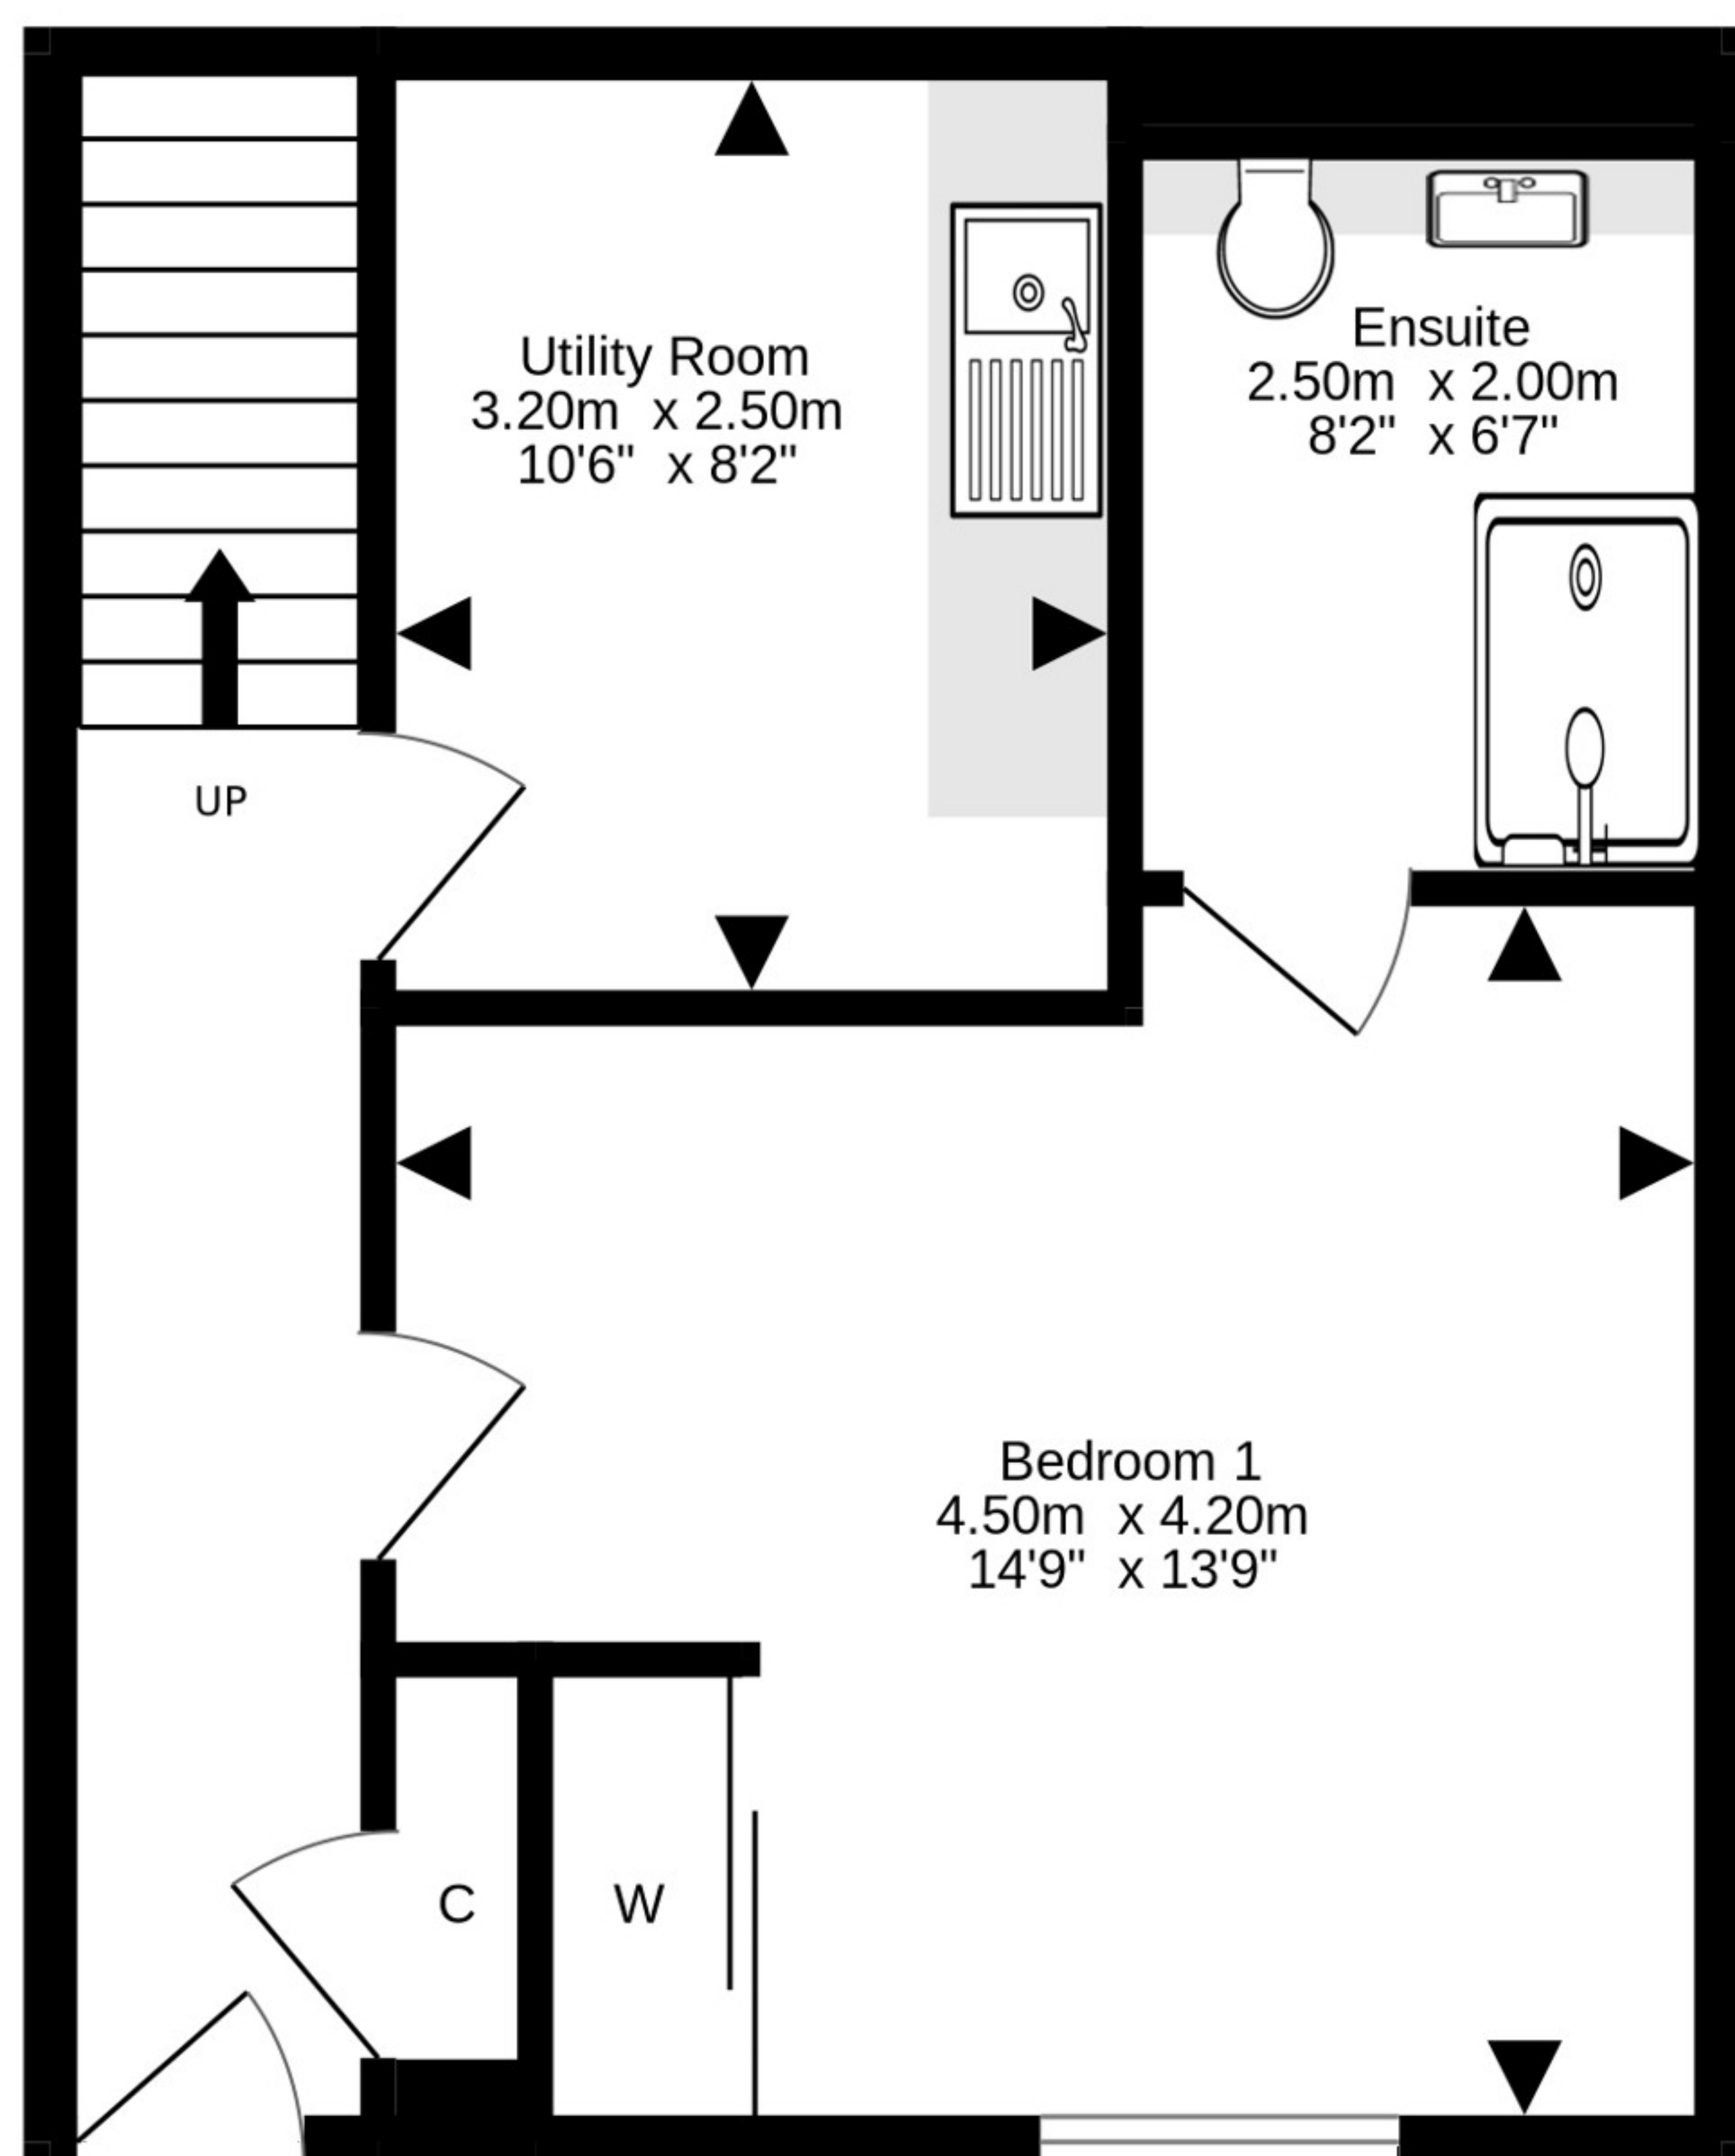 Utility Room
3.20m x 2.50m
10'6" x 8'2"
Ensuite
2.50m x 2.00m
8'2" x 6'7"
UP
Bedroom 1
4.50m x 4.20m
14'9" x 13'9"
C
W